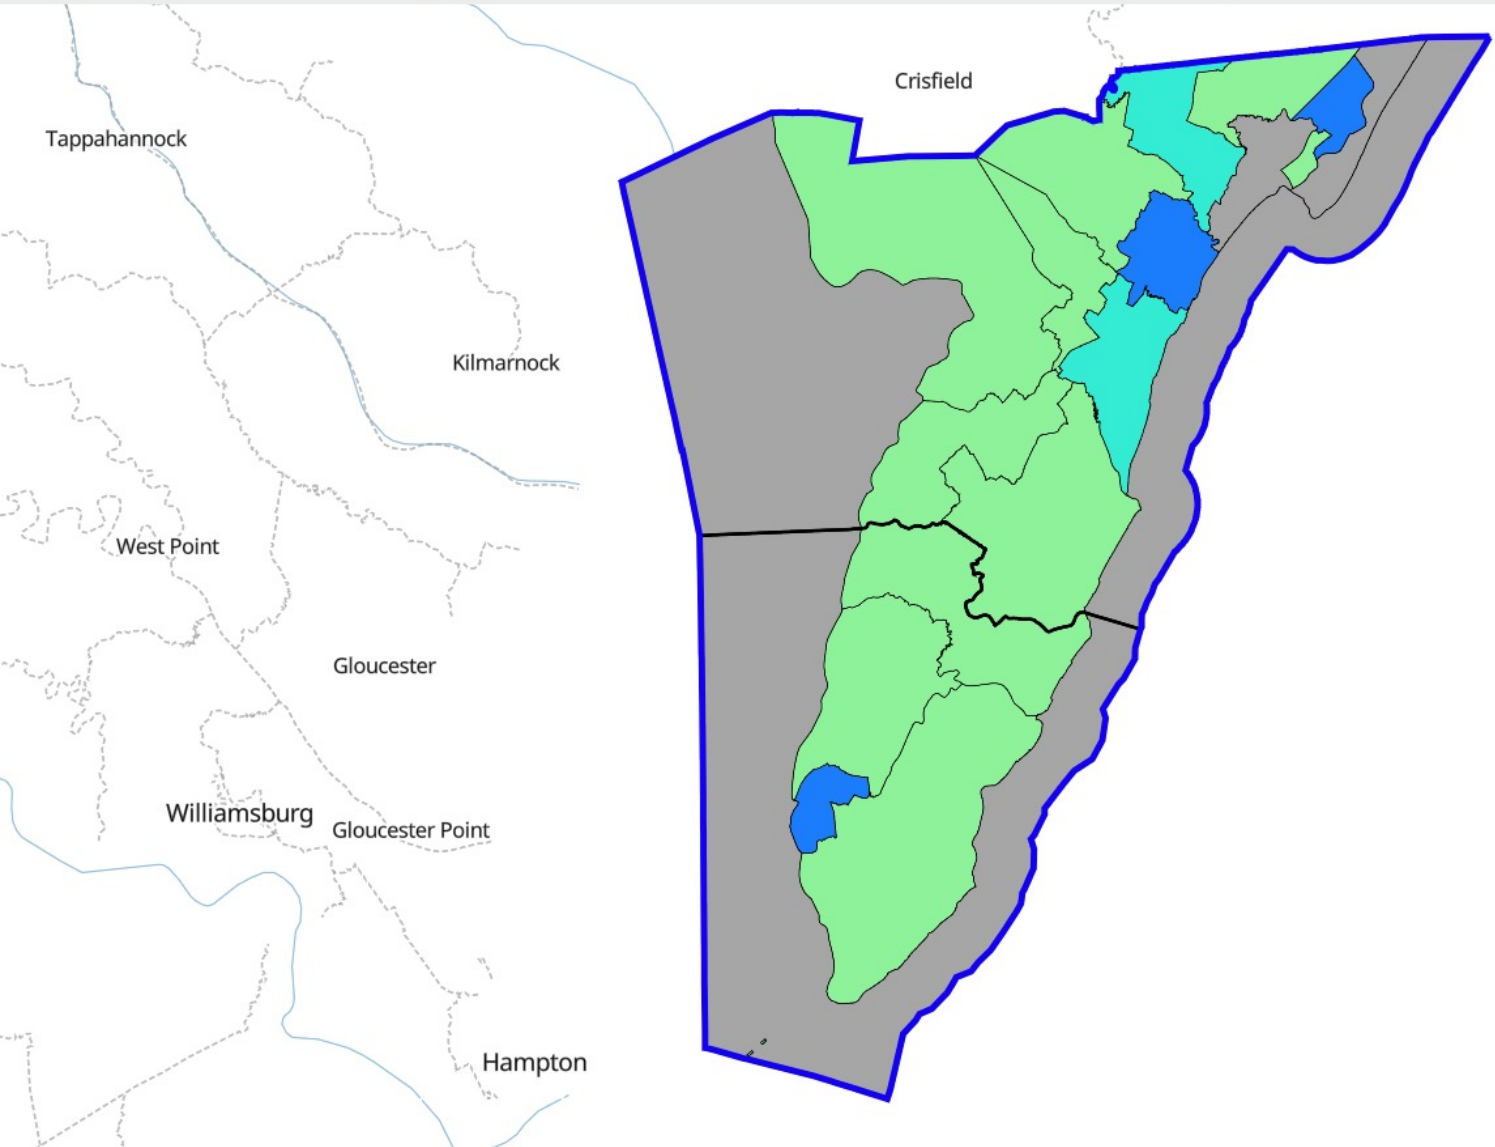 Crisfield
Tappahannock
Kilmarnock
West Point
Gloucester
Williamsburg
Gloucester Point
Hampton